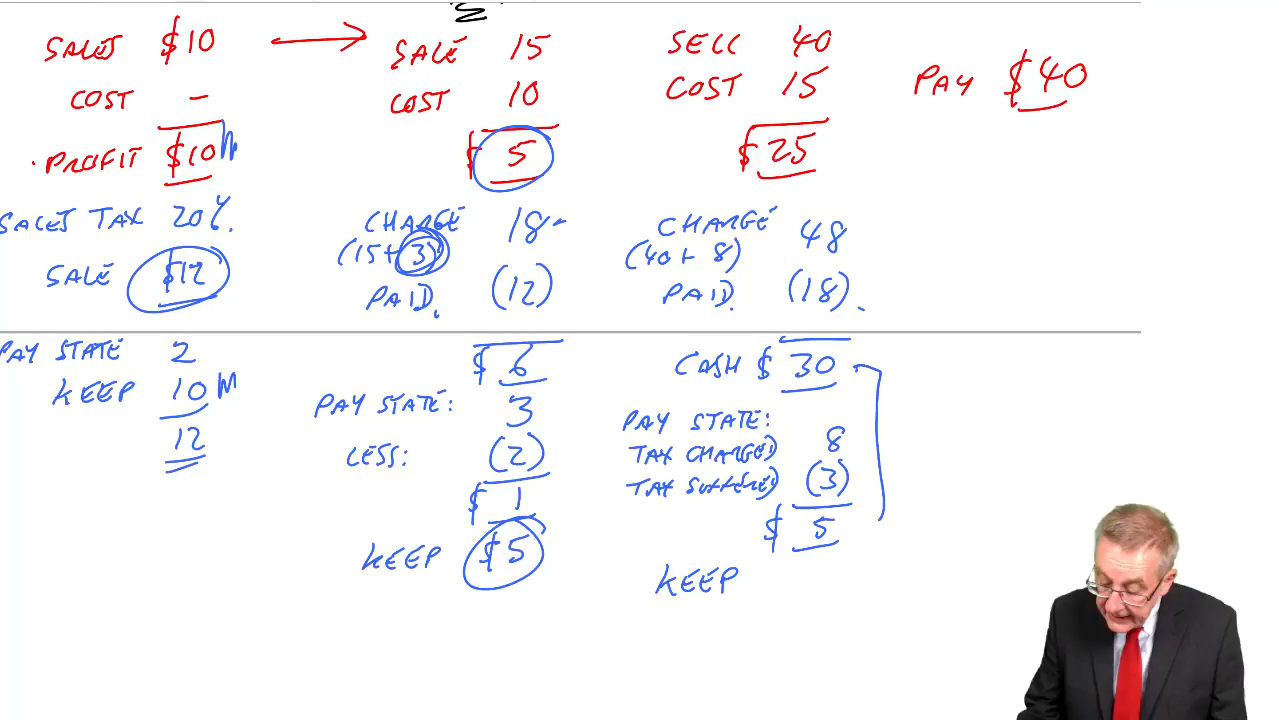 SALES $10
COST -
PROFIT $10
SALES TAX 20%
SALE $12
PAY STATE 2
KEEP 10
12
SALE 15
COST 10
$ 5
CHARGE 18
(15+3)
PAID (12)
$ 6
PAY STATE: 3
LESS: (2)
$ 1
KEEP $5
SELL 40
COST 15
$25
CHARGE 48
(40+ 8)
PAID (18)
CASH $ 30
PAY STATE:
TAX CHARGED 8
TAX SUFFERED (3)
$ 5
KEEP
PAY $40